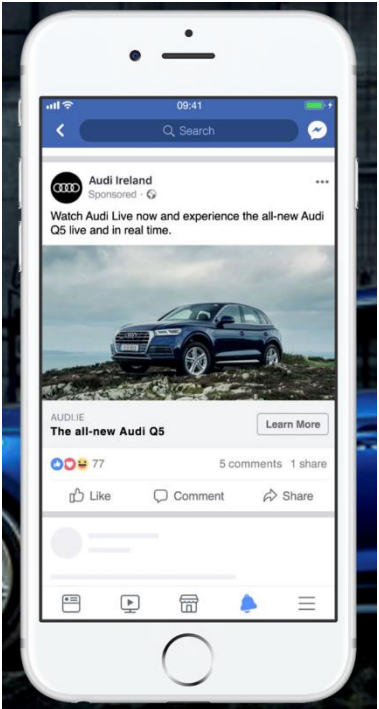 09:41
Search
Audi Ireland
Sponsored ·
Watch Audi Live now and experience the all-new Audi
Q5 live and in real time.
AUDI.IE
The all-new Audi Q5
Learn More
77
5 comments 1 share
Like Comment Share